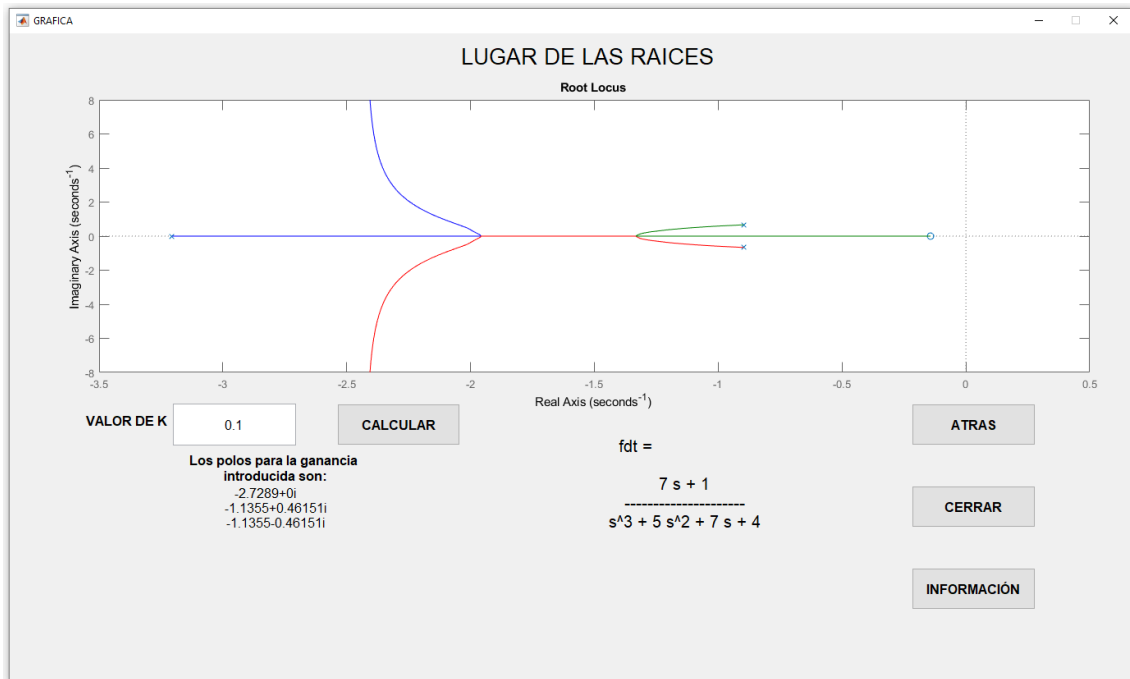 GRAFICA
LUGAR DE LAS RAICES
Root Locus
Imaginary Axis (seconds^-1)
8
6
4
2
0
-2
-4
-6
-8
-3.5 -3 -2.5 -2 -1.5 -1 -0.5 0 0.5
Real Axis (seconds^-1)
VALOR DE K 0.1 CALCULAR
Los polos para la ganancia
introducida son:
-2.7289+0i
-1.1355+0.46151i
-1.1355-0.46151i
fdt =
7 s + 1
---------------------
s^3 + 5 s^2 + 7 s + 4
ATRAS
CERRAR
INFORMACIÓN